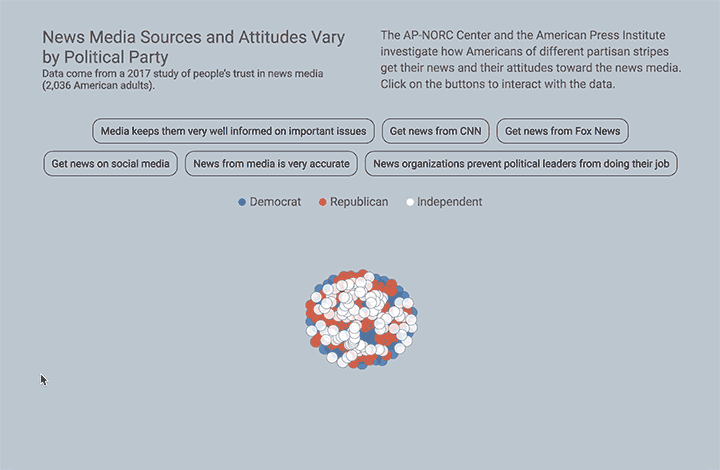 News Media Sources and Attitudes Vary
by Political Party
Data come from a 2017 study of people's trust in news media
(2,036 American adults).
The AP-NORC Center and the American Press Institute
investigate how Americans of different partisan stripes
get their news and their attitudes toward the news media.
Click on the buttons to interact with the data.
Media keeps them very well informed on important issues
Get news from CNN
Get news from Fox News
Get news on social media
News from media is very accurate
News organizations prevent political leaders from doing their job
Democrat
Republican
Independent